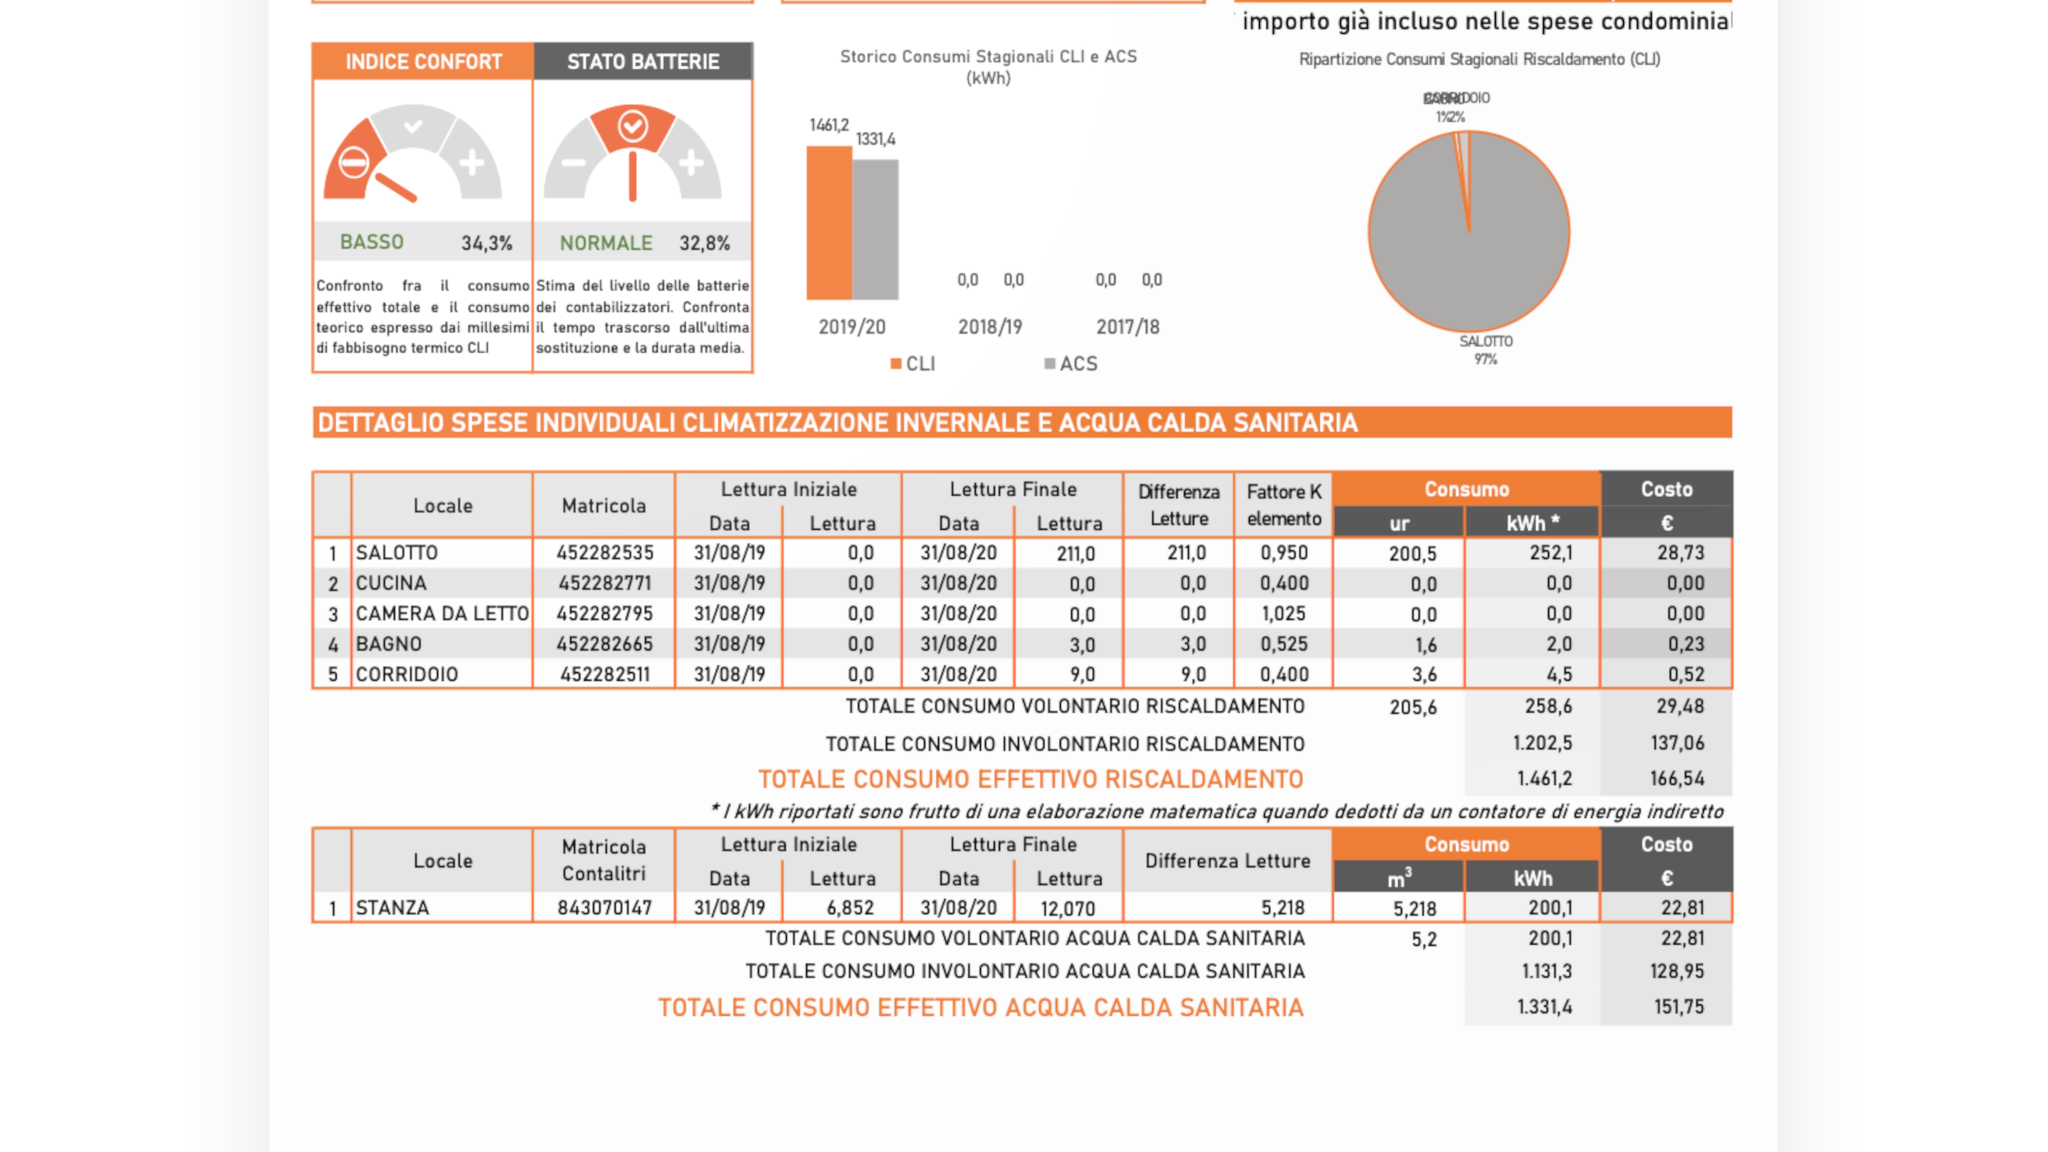 importo già incluso nelle spese condominial
INDICE CONFORT STATO BATTERIE
BASSO 34,3% NORMALE 32,8%
Confronto fra il consumo
effettivo totale e il consumo
teorico espresso dai millesimi
di fabbisogno termico CLI
Stima del livello delle batterie
dei contabilizzatori. Confronta
il tempo trascorso dall'ultima
sostituzione e la durata media.
Storico Consumi Stagionali CLI e ACS
(kWh)
1461,2
1331,4
0,0 0,0 0,0 0,0
2019/20 2018/19 2017/18
CLI ACS
Ripartizione Consumi Stagionali Riscaldamento (CLI)
BAGNO CORRIDOIO
1% 2%
SALOTTO
97%
DETTAGLIO SPESE INDIVIDUALI CLIMATIZZAZIONE INVERNALE E ACQUA CALDA SANITARIA
Locale Matricola Lettura Iniziale Lettura Finale Differenza Letture Fattore K elemento Consumo Costo
Data Lettura Data Lettura ur kWh * €
1 SALOTTO 452282535 31/08/19 0,0 31/08/20 211,0 211,0 0,950 200,5 252,1 28,73
2 CUCINA 452282771 31/08/19 0,0 31/08/20 0,0 0,0 0,400 0,0 0,0 0,00
3 CAMERA DA LETTO 452282795 31/08/19 0,0 31/08/20 0,0 0,0 1,025 0,0 0,0 0,00
4 BAGNO 452282665 31/08/19 0,0 31/08/20 3,0 3,0 0,525 1,6 2,0 0,23
5 CORRIDOIO 452282511 31/08/19 0,0 31/08/20 9,0 9,0 0,400 3,6 4,5 0,52
TOTALE CONSUMO VOLONTARIO RISCALDAMENTO 205,6 258,6 29,48
TOTALE CONSUMO INVOLONTARIO RISCALDAMENTO 1.202,5 137,06
TOTALE CONSUMO EFFETTIVO RISCALDAMENTO 1.461,2 166,54
* I kWh riportati sono frutto di una elaborazione matematica quando dedotti da un contatore di energia indiretto
Locale Matricola Contalitri Lettura Iniziale Lettura Finale Differenza Letture Consumo Costo
Data Lettura Data Lettura m³ kWh €
1 STANZA 843070147 31/08/19 6,852 31/08/20 12,070 5,218 5,218 200,1 22,81
TOTALE CONSUMO VOLONTARIO ACQUA CALDA SANITARIA 5,2 200,1 22,81
TOTALE CONSUMO INVOLONTARIO ACQUA CALDA SANITARIA 1.131,3 128,95
TOTALE CONSUMO EFFETTIVO ACQUA CALDA SANITARIA 1.331,4 151,75